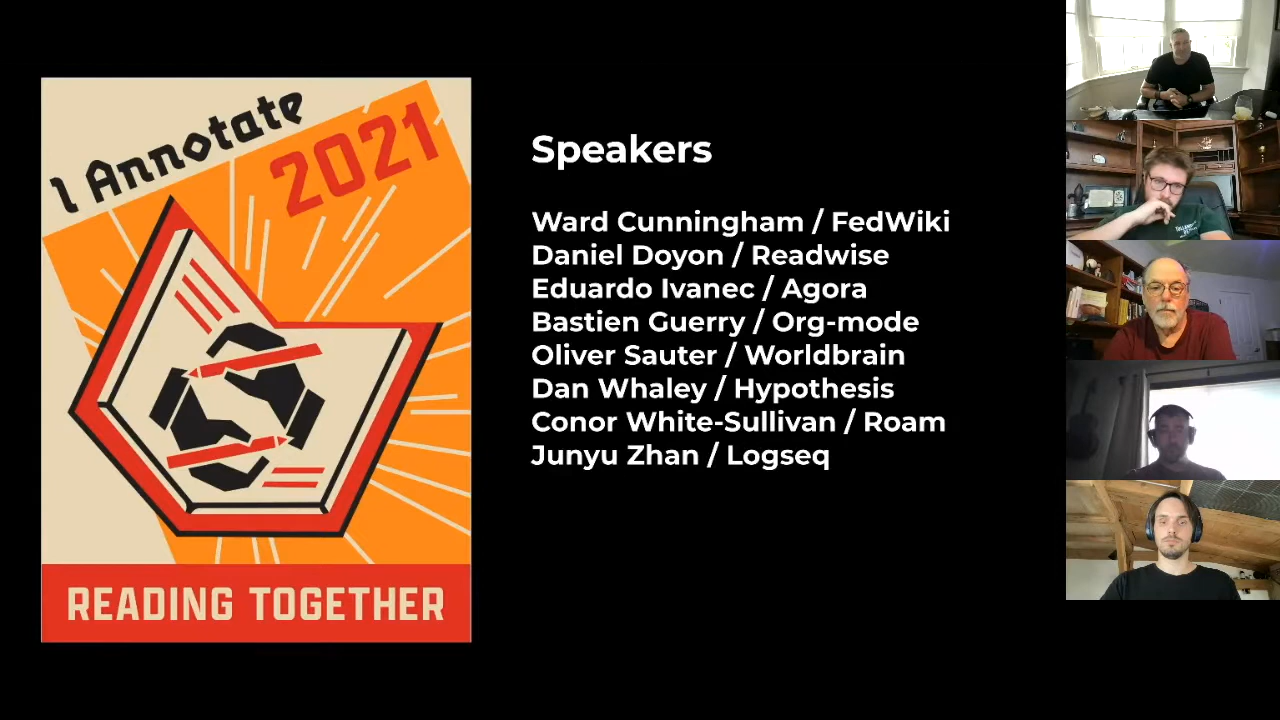 I Annotate
2021
READING TOGETHER
Speakers
Ward Cunningham / FedWiki
Daniel Doyon / Readwise
Eduardo Ivanec / Agora
Bastien Guerry / Org-mode
Oliver Sauter / Worldbrain
Dan Whaley / Hypothesis
Conor White-Sullivan / Roam
Junyu Zhan / Logseq